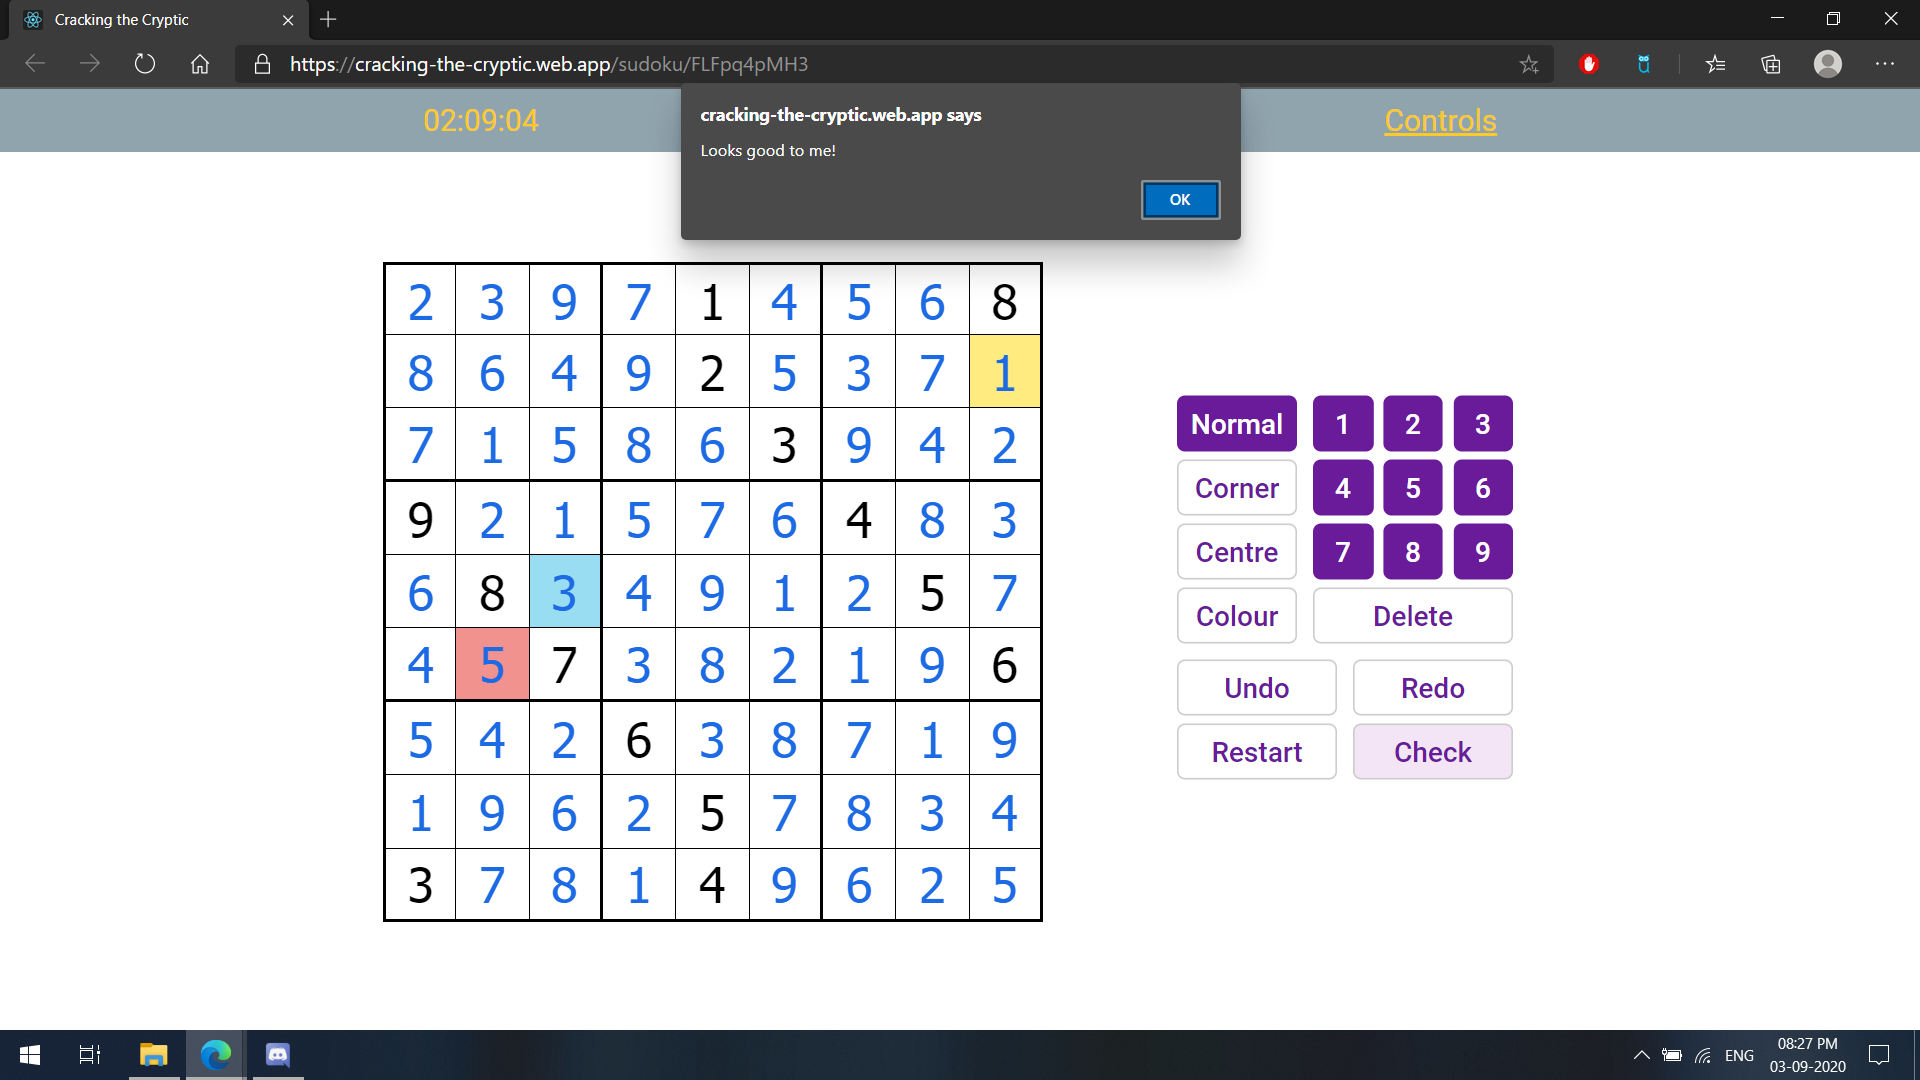 Cracking the Cryptic
https://cracking-the-cryptic.web.app/sudoku/FLFpq4pMH3
02:09:04
cracking-the-cryptic.web.app says
Looks good to me!
OK
Controls
2 3 9 7 1 4 5 6 8
8 6 4 9 2 5 3 7 1
7 1 5 8 6 3 9 4 2
9 2 1 5 7 6 4 8 3
6 8 3 4 9 1 2 5 7
4 5 7 3 8 2 1 9 6
5 4 2 6 3 8 7 1 9
1 9 6 2 5 7 8 3 4
3 7 8 1 4 9 6 2 5
Normal 1 2 3
Corner 4 5 6
Centre 7 8 9
Colour Delete
Undo Redo
Restart Check
ENG
08:27 PM
03-09-2020